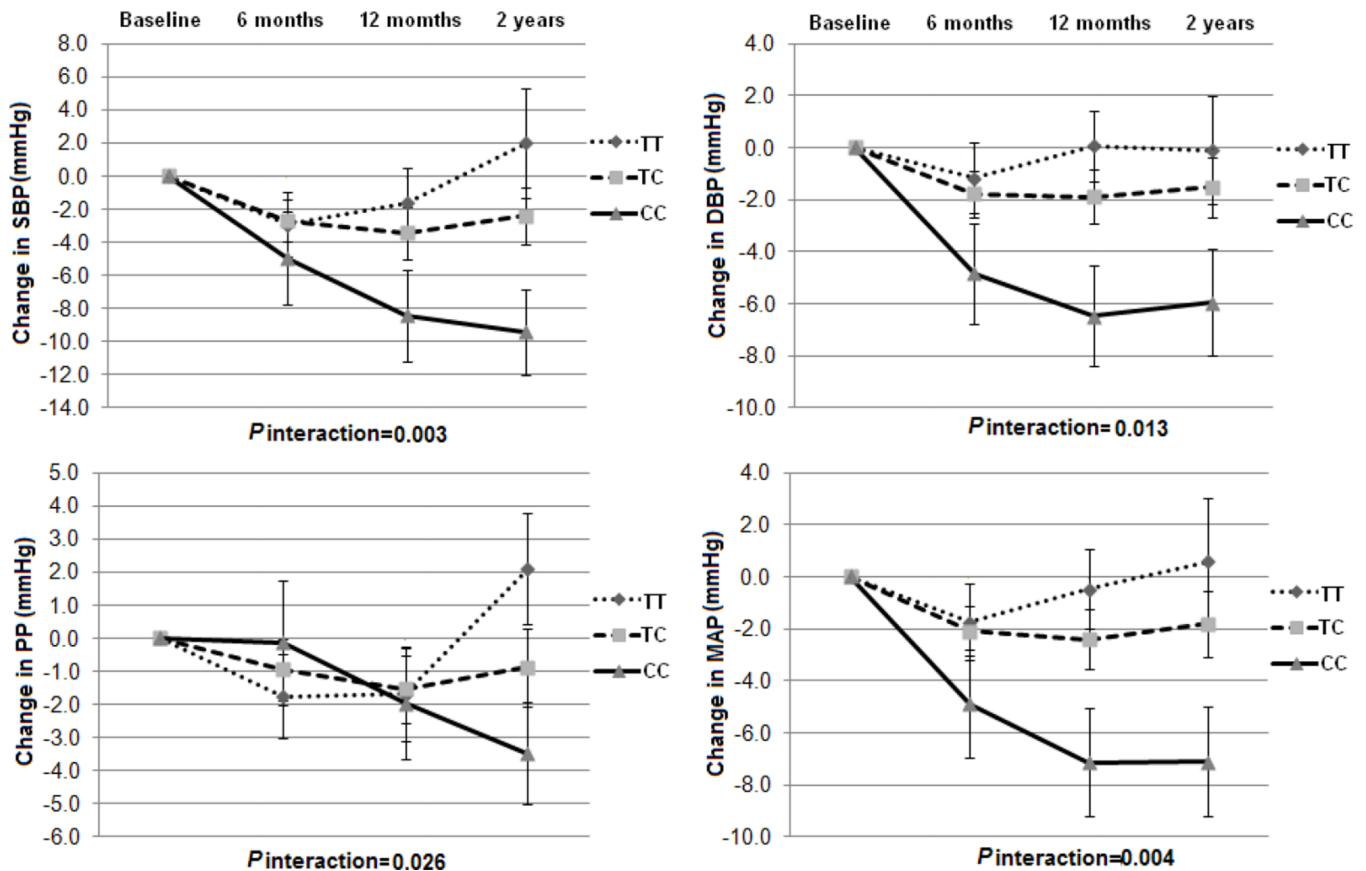 Baseline 6 months 12 momths 2 years
8.0
6.0
4.0
2.0
0.0
-2.0
-4.0
-6.0
-8.0
-10.0
-12.0
-14.0
Change in SBP (mmHg)
TT
TC
CC
P interaction=0.003
Baseline 6 months 12 months 2 years
4.0
2.0
0.0
-2.0
-4.0
-6.0
-8.0
-10.0
Change in DBP (mmHg)
TT
TC
CC
P interaction=0.013
5.0
4.0
3.0
2.0
1.0
0.0
-1.0
-2.0
-3.0
-4.0
-5.0
-6.0
Change in PP (mmHg)
TT
TC
CC
P interaction=0.026
4.0
2.0
0.0
-2.0
-4.0
-6.0
-8.0
-10.0
Change in MAP (mmHg)
TT
TC
CC
P interaction=0.004